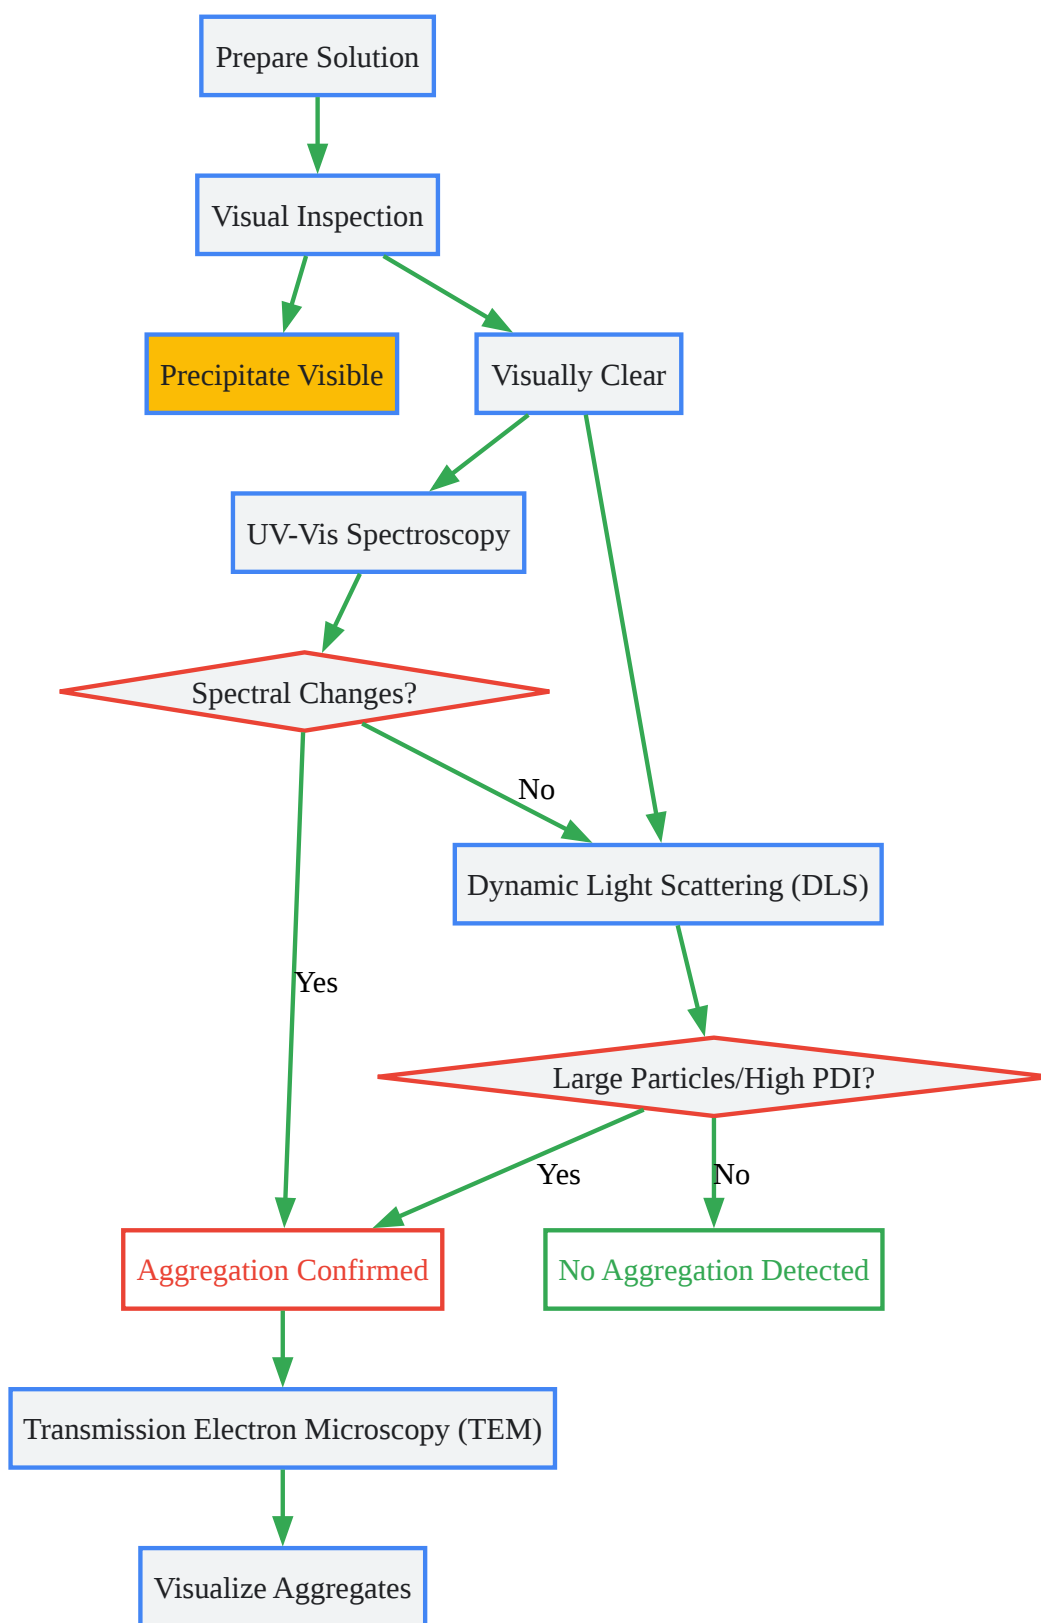 Prepare Solution
Visual Inspection
Precipitate Visible
Visually Clear
UV-Vis Spectroscopy
Spectral Changes?
No
Dynamic Light Scattering (DLS)
Yes
Large Particles/High PDI?
Yes
No
Aggregation Confirmed
No Aggregation Detected
Transmission Electron Microscopy (TEM)
Visualize Aggregates